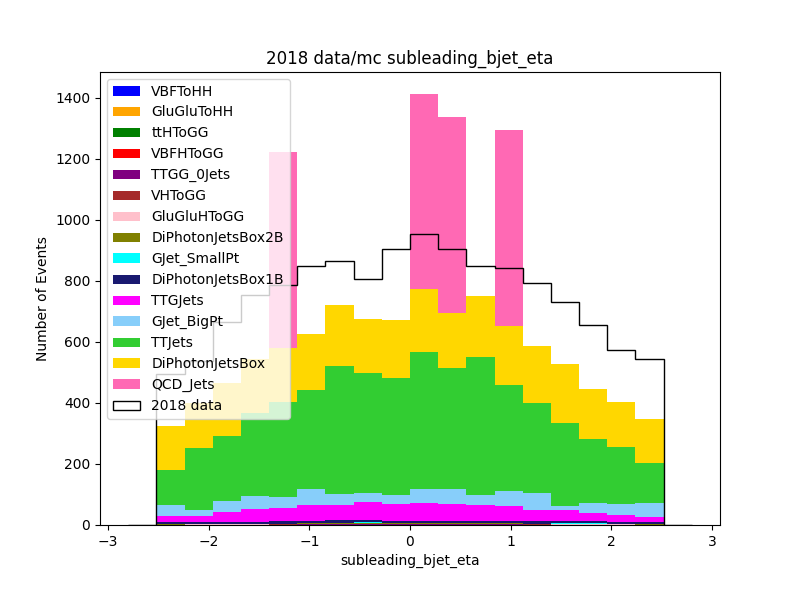 2018 data/mc subleading_bjet_eta
Number of Events
1400
1200
1000
800
600
400
200
0
VBFToHH
GluGluToHH
ttHToGG
VBFHToGG
TTGG_0Jets
VHToGG
GluGluHToGG
DiPhotonJetsBox2B
GJet_SmallPt
DiPhotonJetsBox1B
TTGJets
GJet_BigPt
TTJets
DiPhotonJetsBox
QCD_Jets
2018 data
−3 −2 −1 0 1 2 3
subleading_bjet_eta